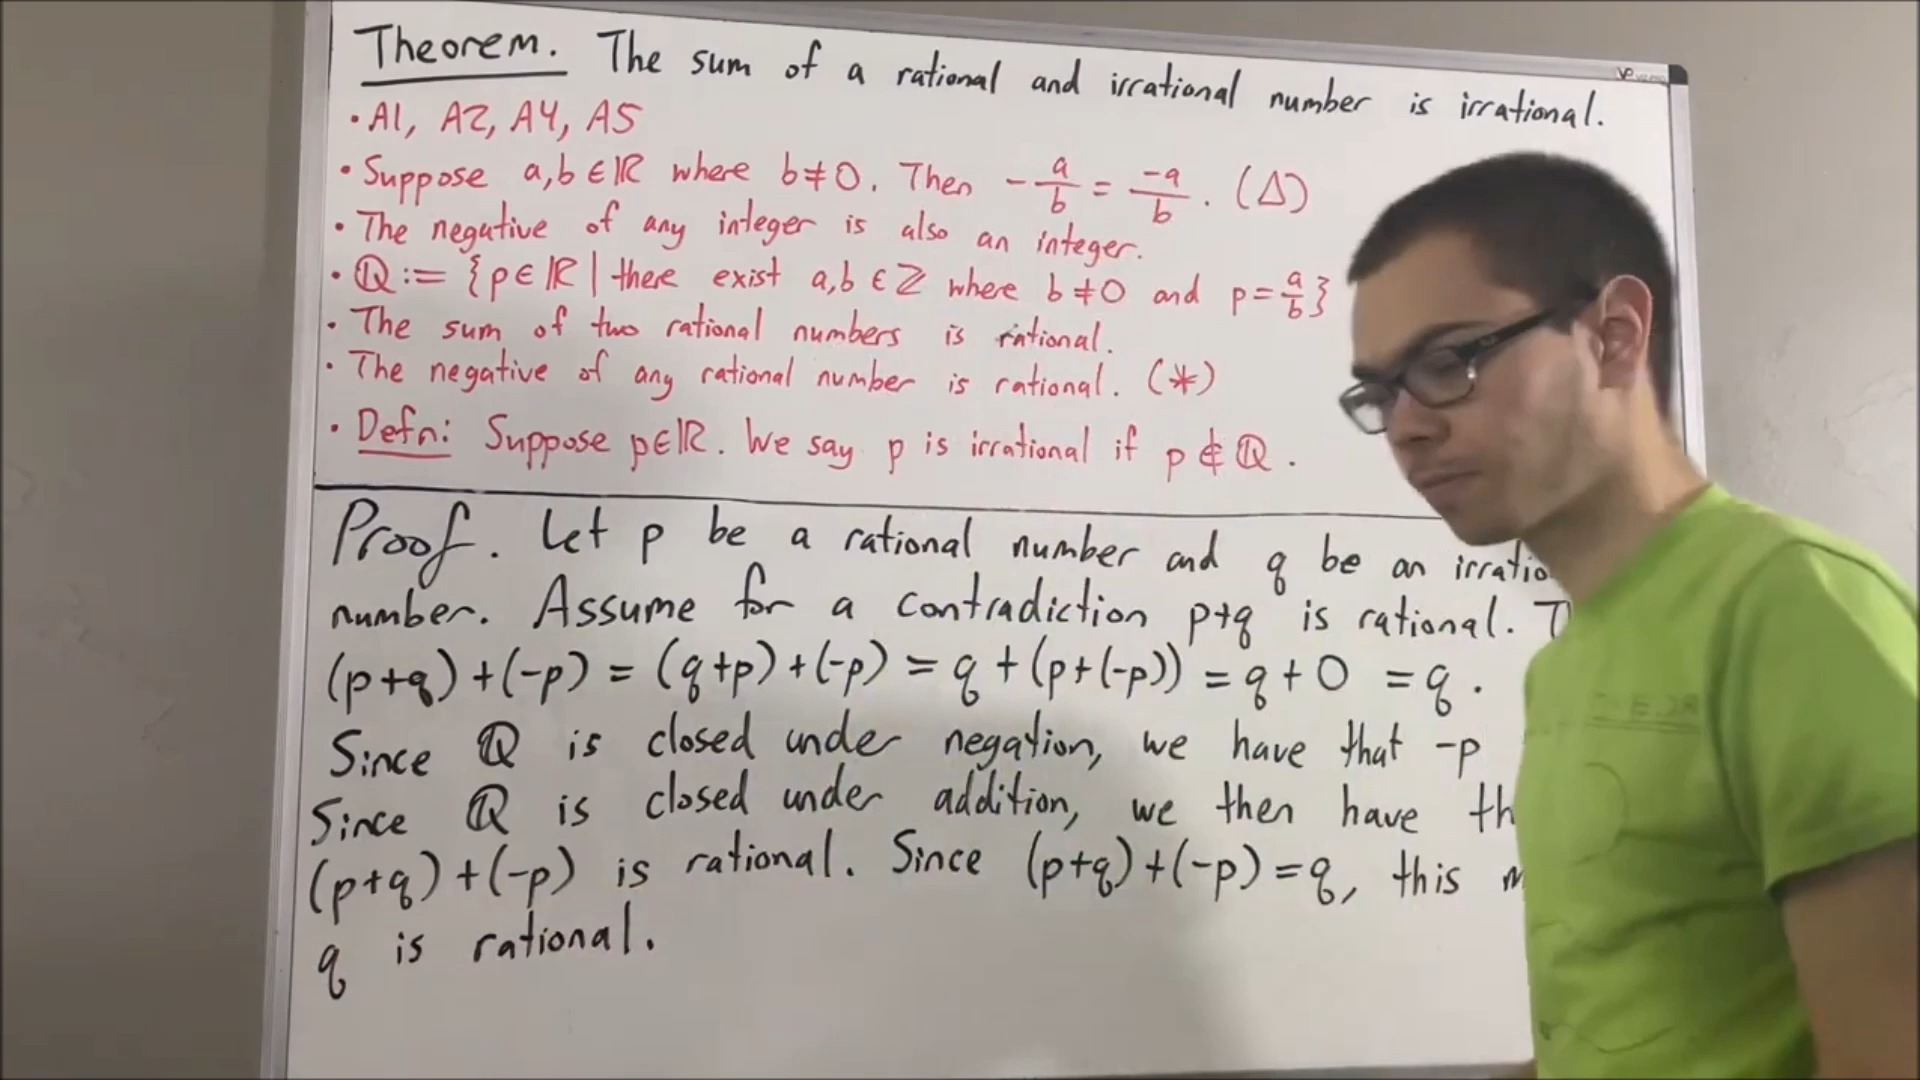 Theorem. The sum of a rational and irrational number is irrational.
• A1, A2, A4, A5
• Suppose a,b ∈ ℝ where b≠0. Then -a/b = -a/b. (Δ)
• The negative of any integer is also an integer.
• ℚ := {p∈ℝ | there exist a,b ∈ ℤ where b≠0 and p=a/b}
• The sum of two rational numbers is rational.
• The negative of any rational number is rational. (*)
• Defn: Suppose p∈ℝ. We say p is irrational if p ∉ ℚ.
Proof. Let p be a rational number and q be an
number. Assume for a contradiction p+q is rational.
(p+q)+(-p) = (q+p)+(-p) = q+(p+(-p)) = q+0 = q.
Since ℚ is closed under negation, we have that -p
Since ℚ is closed under addition, we then have
(p+q)+(-p) is rational. Since (p+q)+(-p)=q, this
q is rational.